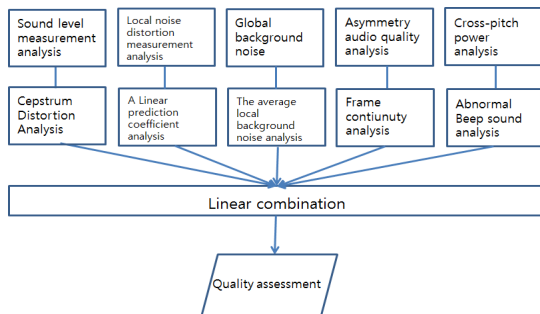 Sound level
measurement
analysis
Local noise
distortion
measurement
analysis
Global
background
noise
Asymmetry
audio quality
analysis
Cross-pitch
power
analysis
Cepstrum
Distortion
Analysis
A Linear
prediction
coefficient
analysis
The average
local
background
noise analysis
Frame
contiunuty
analysis
Abnormal
Beep sound
analysis
Linear combination
Quality assessment